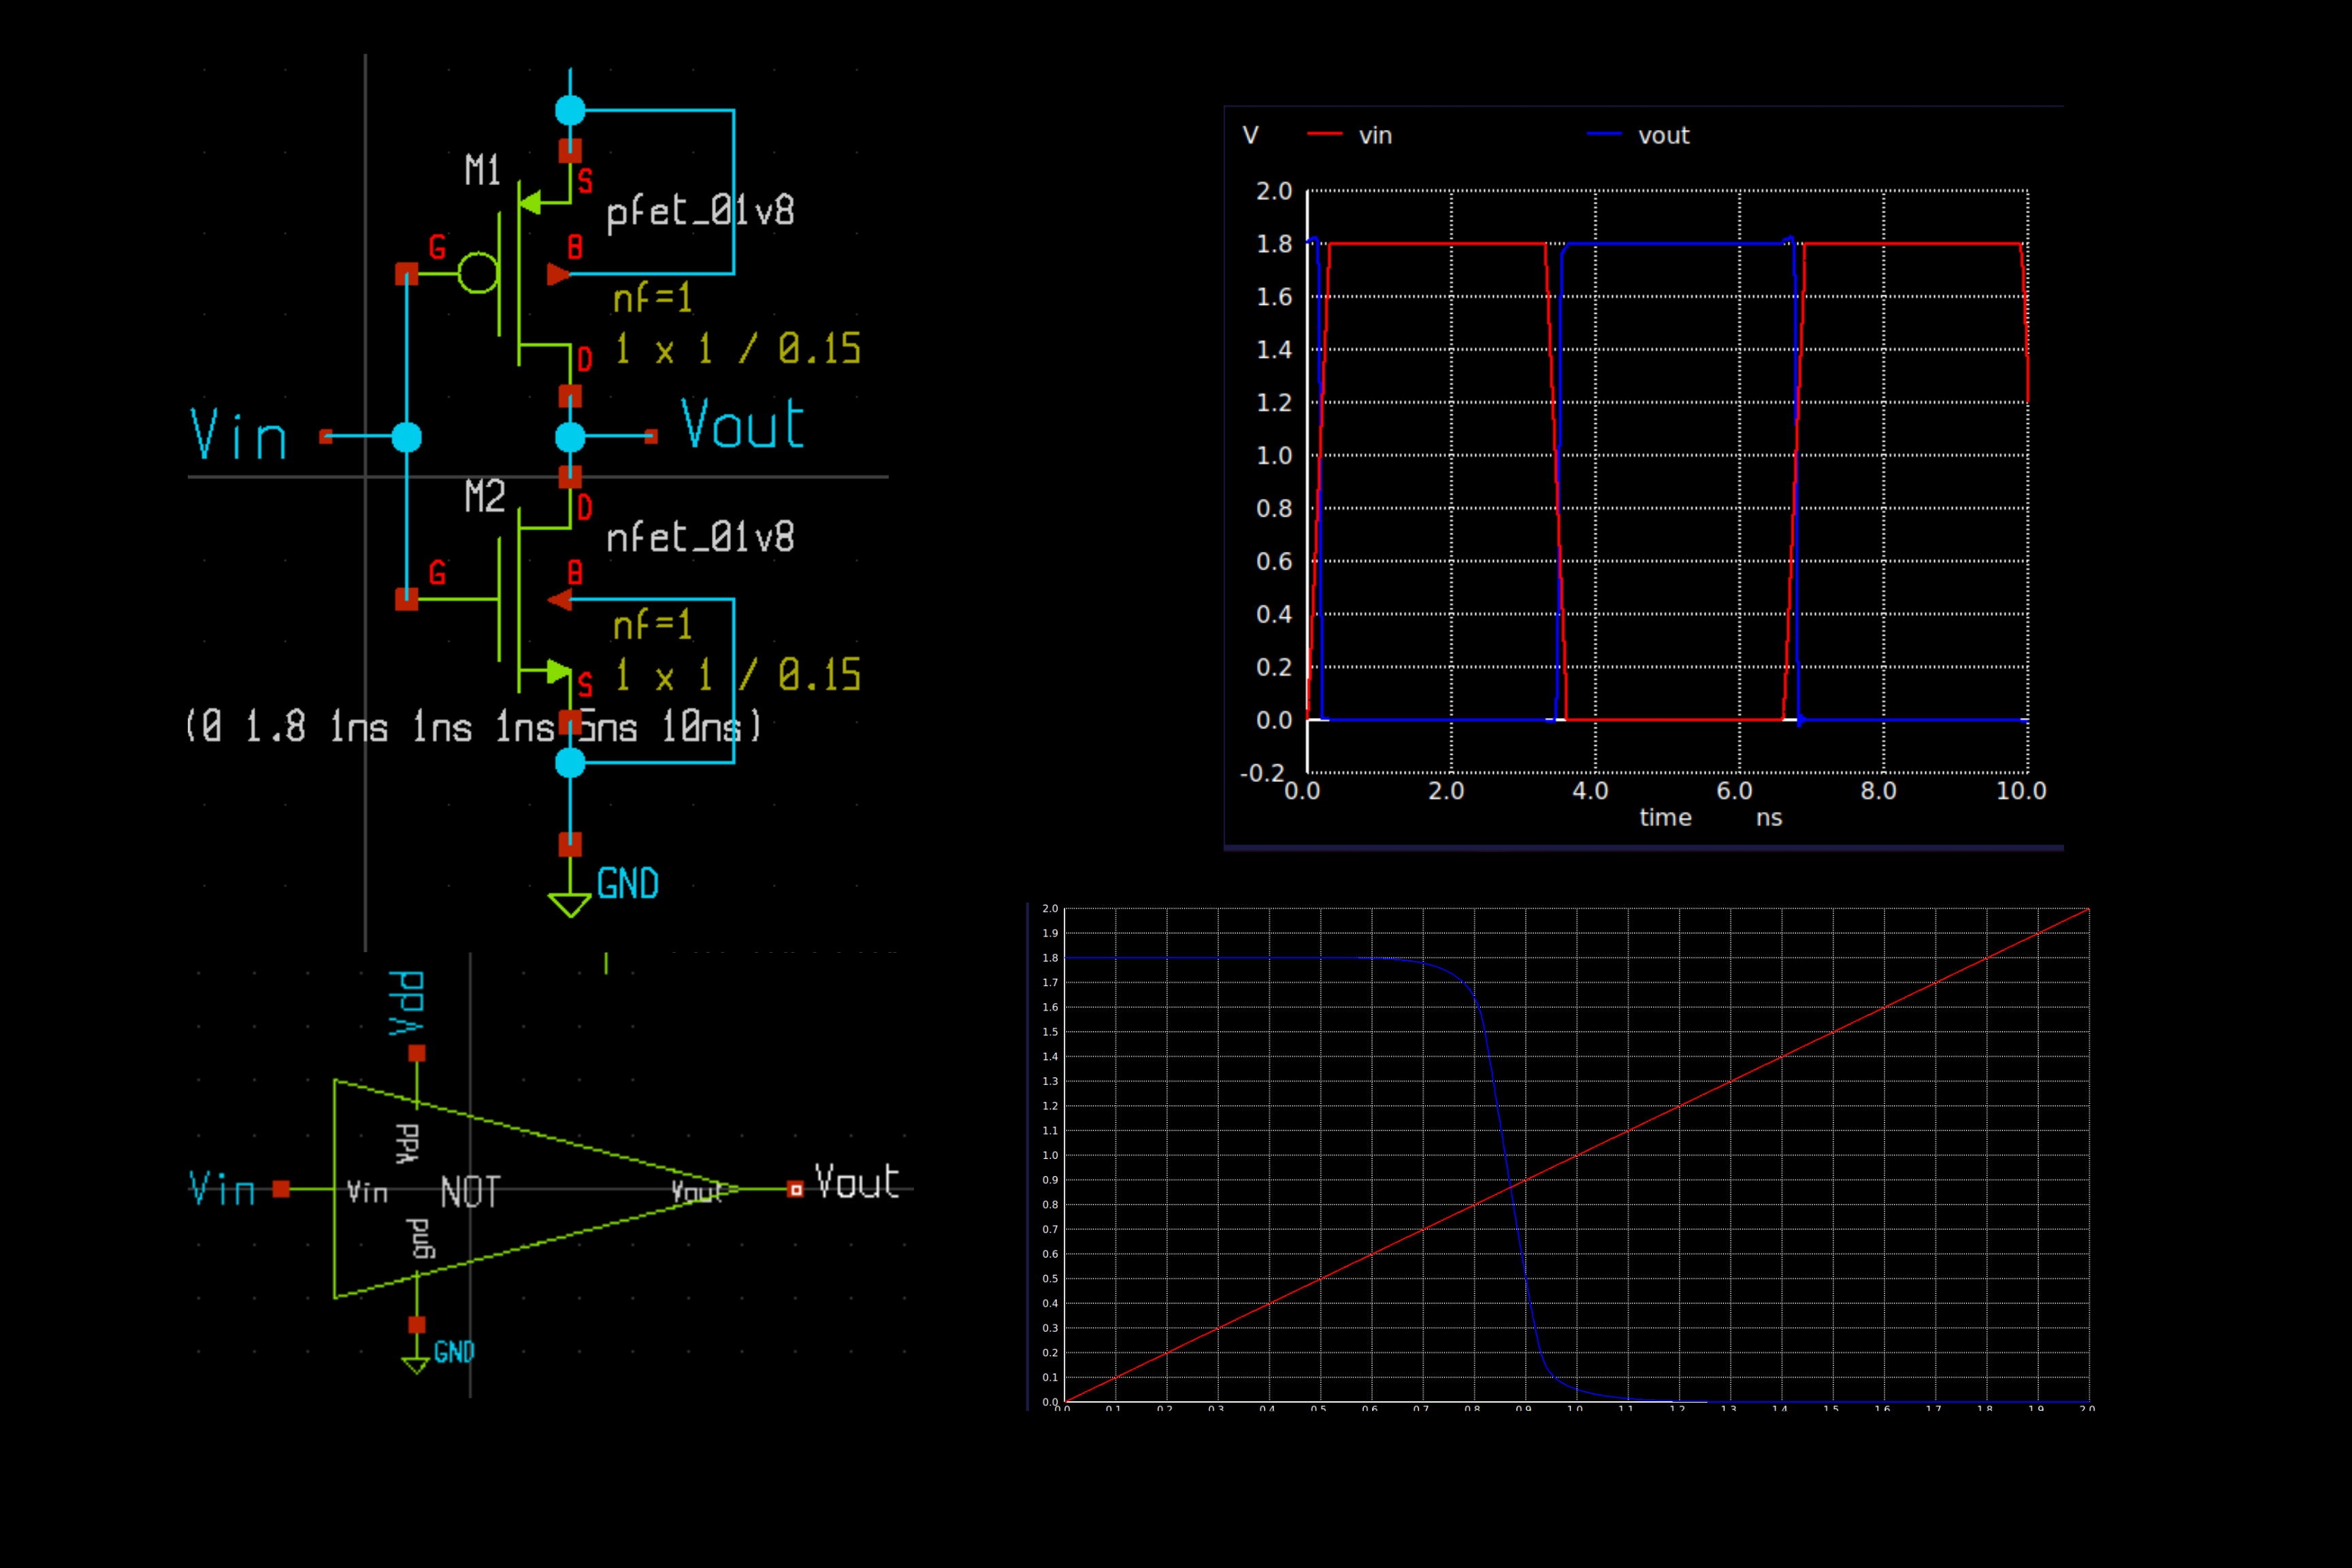 M1
S
pfet_01v8
G
B
nf=1
1 x 1 / 0.15
D
Vin
Vout
M2
D
nfet_01v8
G
B
nf=1
1 x 1 / 0.15
S
(0 1.8 1ns 1ns 1ns 5ns 10ns)
GND
V vin vout
2.0
1.8
1.6
1.4
1.2
1.0
0.8
0.6
0.4
0.2
0.0
-0.2
0.0 2.0 4.0 6.0 8.0 10.0
time ns
Vdd
Vdd
Vin Vin NOT Vout Vout
gnd
GND
2.0
1.9
1.8
1.7
1.6
1.5
1.4
1.3
1.2
1.1
1.0
0.9
0.8
0.7
0.6
0.5
0.4
0.3
0.2
0.1
0.0
0.0 0.1 0.2 0.3 0.4 0.5 0.6 0.7 0.8 0.9 1.0 1.1 1.2 1.3 1.4 1.5 1.6 1.7 1.8 1.9 2.0